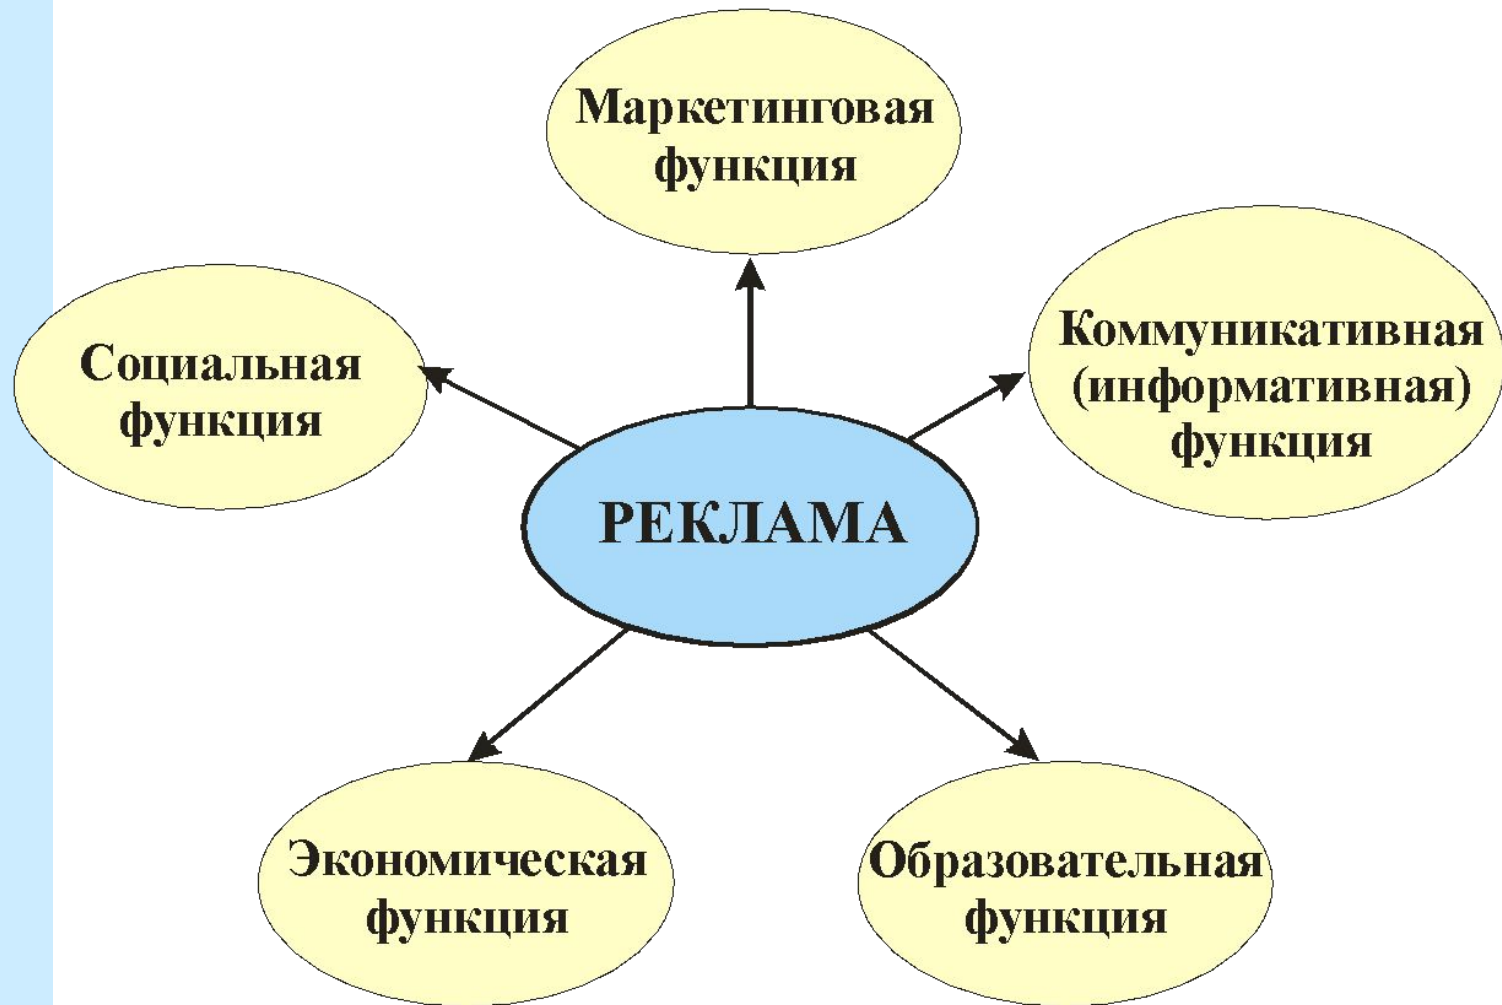 Маркетинговая
функция
Социальная
функция
Коммуникативная
(информативная)
функция
РЕКЛАМА
Экономическая
функция
Образовательная
функция